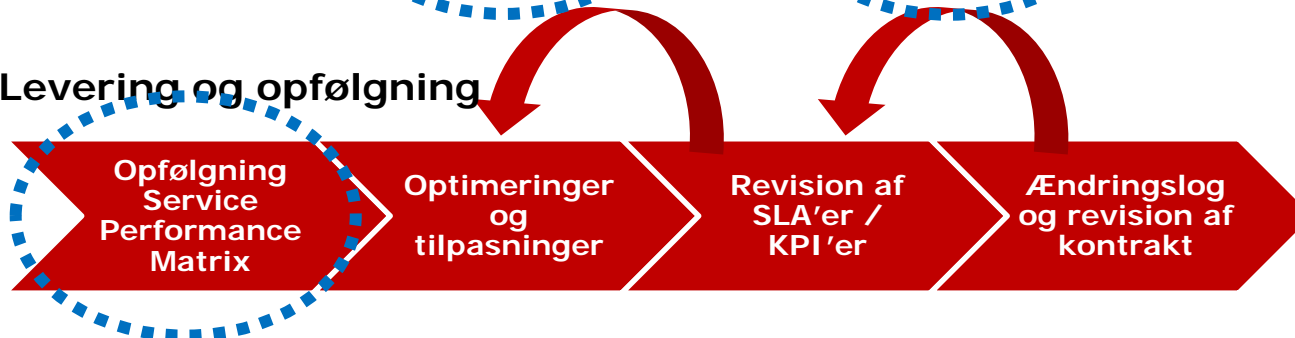 Levering og opfølgning
Opfølgning
Service
Performance
Matrix
Optimeringer
og
tilpasninger
Revision af
SLA'er /
KPI'er
Ændringslog
og revision af
kontrakt